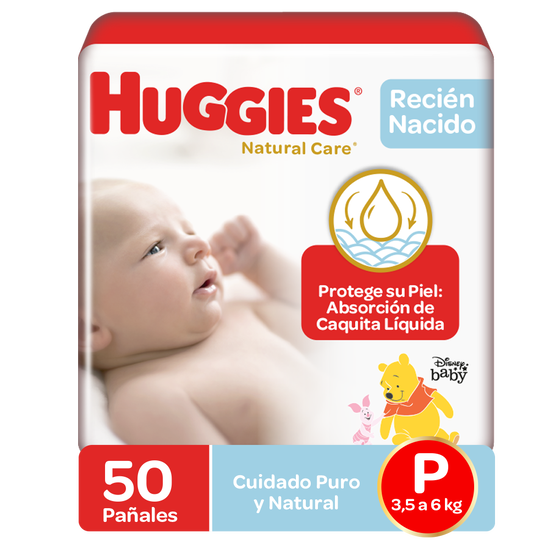 HUGGIES®
Natural Care®
Recién
Nacido
Protege su Piel:
Absorción de
Caquita Líquida
Disney
baby
50
Pañales
Cuidado Puro
y Natural
P
3,5 a 6 kg